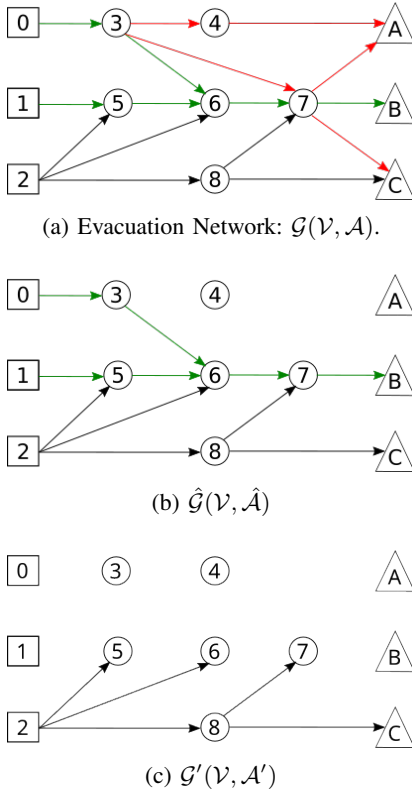 0 3 4 A
1 5 6 7 B
2 8 C
(a) Evacuation Network: 𝒢(𝒱, 𝒜).
0 3 4 A
1 5 6 7 B
2 8 C
(b) 𝒢̂(𝒱, 𝒜̂)
0 3 4 A
1 5 6 7 B
2 8 C
(c) 𝒢′(𝒱, 𝒜′)